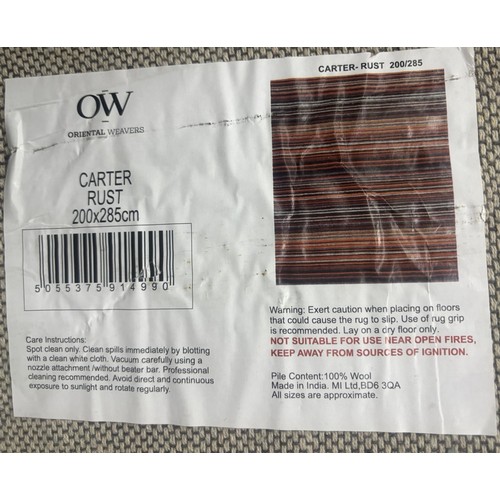 OW
ORIENTAL WEAVERS
CARTER
RUST
200x285cm
5055375914990
Care Instructions:
Spot clean only. Clean spills immediately by blotting
with a clean white cloth. Vacuum carefully using a
nozzle attachment /without beater bar. Professional
cleaning recommended. Avoid direct and continuous
exposure to sunlight and rotate regularly.
CARTER- RUST 200/285
Warning: Exert caution when placing on floors
that could cause the rug to slip. Use of rug grip
is recommended. Lay on a dry floor only.
NOT SUITABLE FOR USE NEAR OPEN FIRES,
KEEP AWAY FROM SOURCES OF IGNITION.
Pile Content:100% Wool
Made in India. MI Ltd,BD6 3QA
All sizes are approximate.